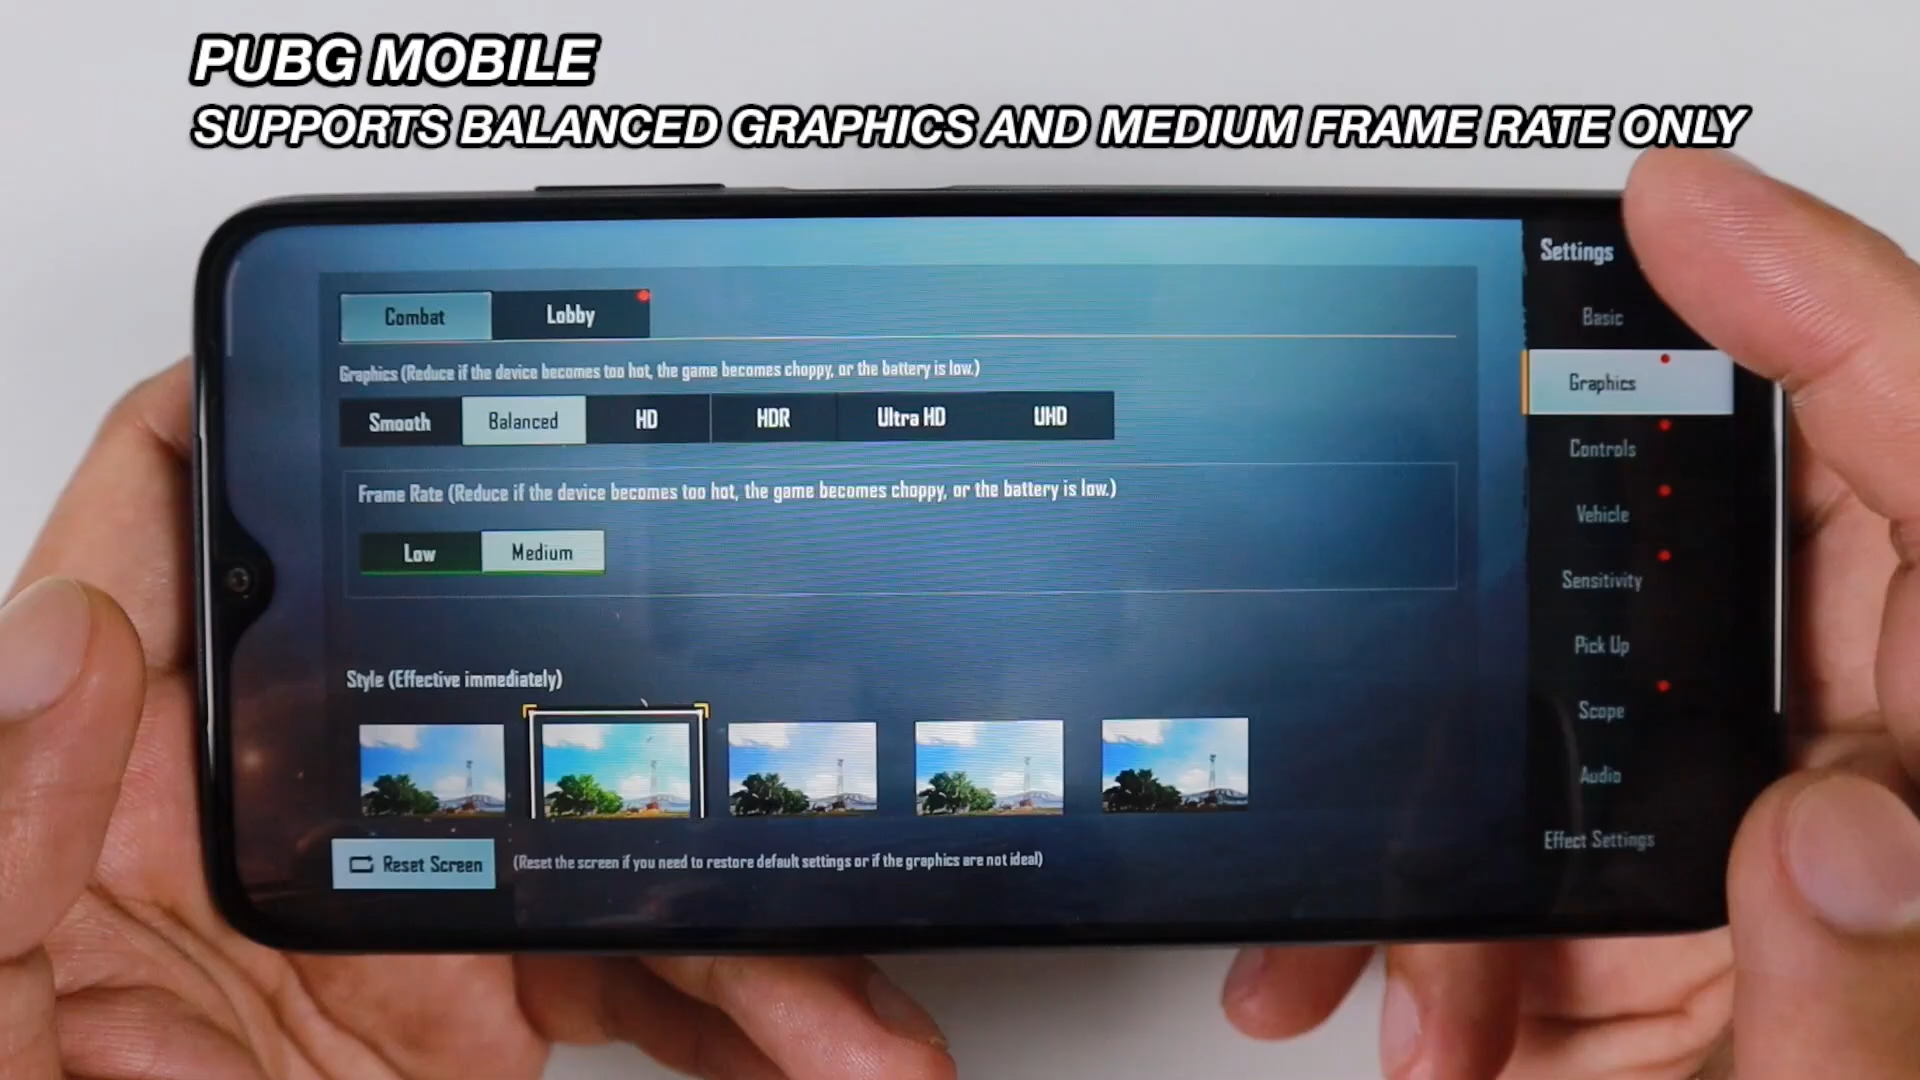 PUBG MOBILE
SUPPORTS BALANCED GRAPHICS AND MEDIUM FRAME RATE ONLY
Settings
Combat
Lobby
Basic
Graphics (Reduce if the device becomes too hot, the game becomes choppy, or the battery is low.)
Graphics
Smooth
Balanced
HD
HDR
Ultra HD
UHD
Controls
Frame Rate (Reduce if the device becomes too hot, the game becomes choppy, or the battery is low.)
Vehicle
Low
Medium
Sensitivity
Pick Up
Style (Effective immediately)
Scope
Audio
Effect Settings
Reset Screen
(Reset the screen if you need to restore default settings or if the graphics are not ideal)